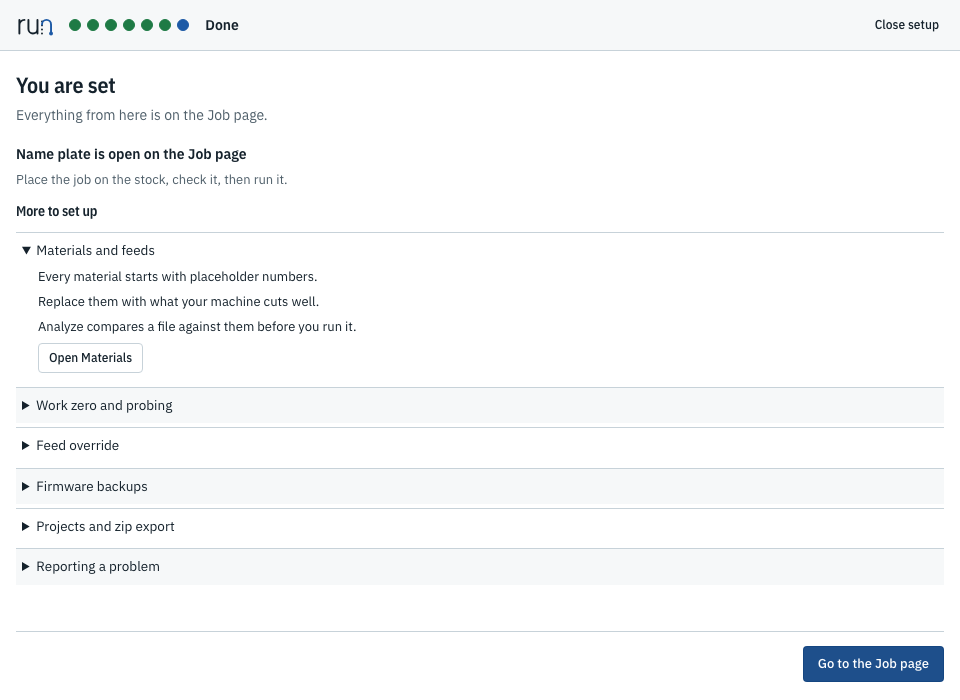 run
Done
Close setup
You are set
Everything from here is on the Job page.
Name plate is open on the Job page
Place the job on the stock, check it, then run it.
More to set up
Materials and feeds
Every material starts with placeholder numbers.
Replace them with what your machine cuts well.
Analyze compares a file against them before you run it.
Open Materials
Work zero and probing
Feed override
Firmware backups
Projects and zip export
Reporting a problem
Go to the Job page